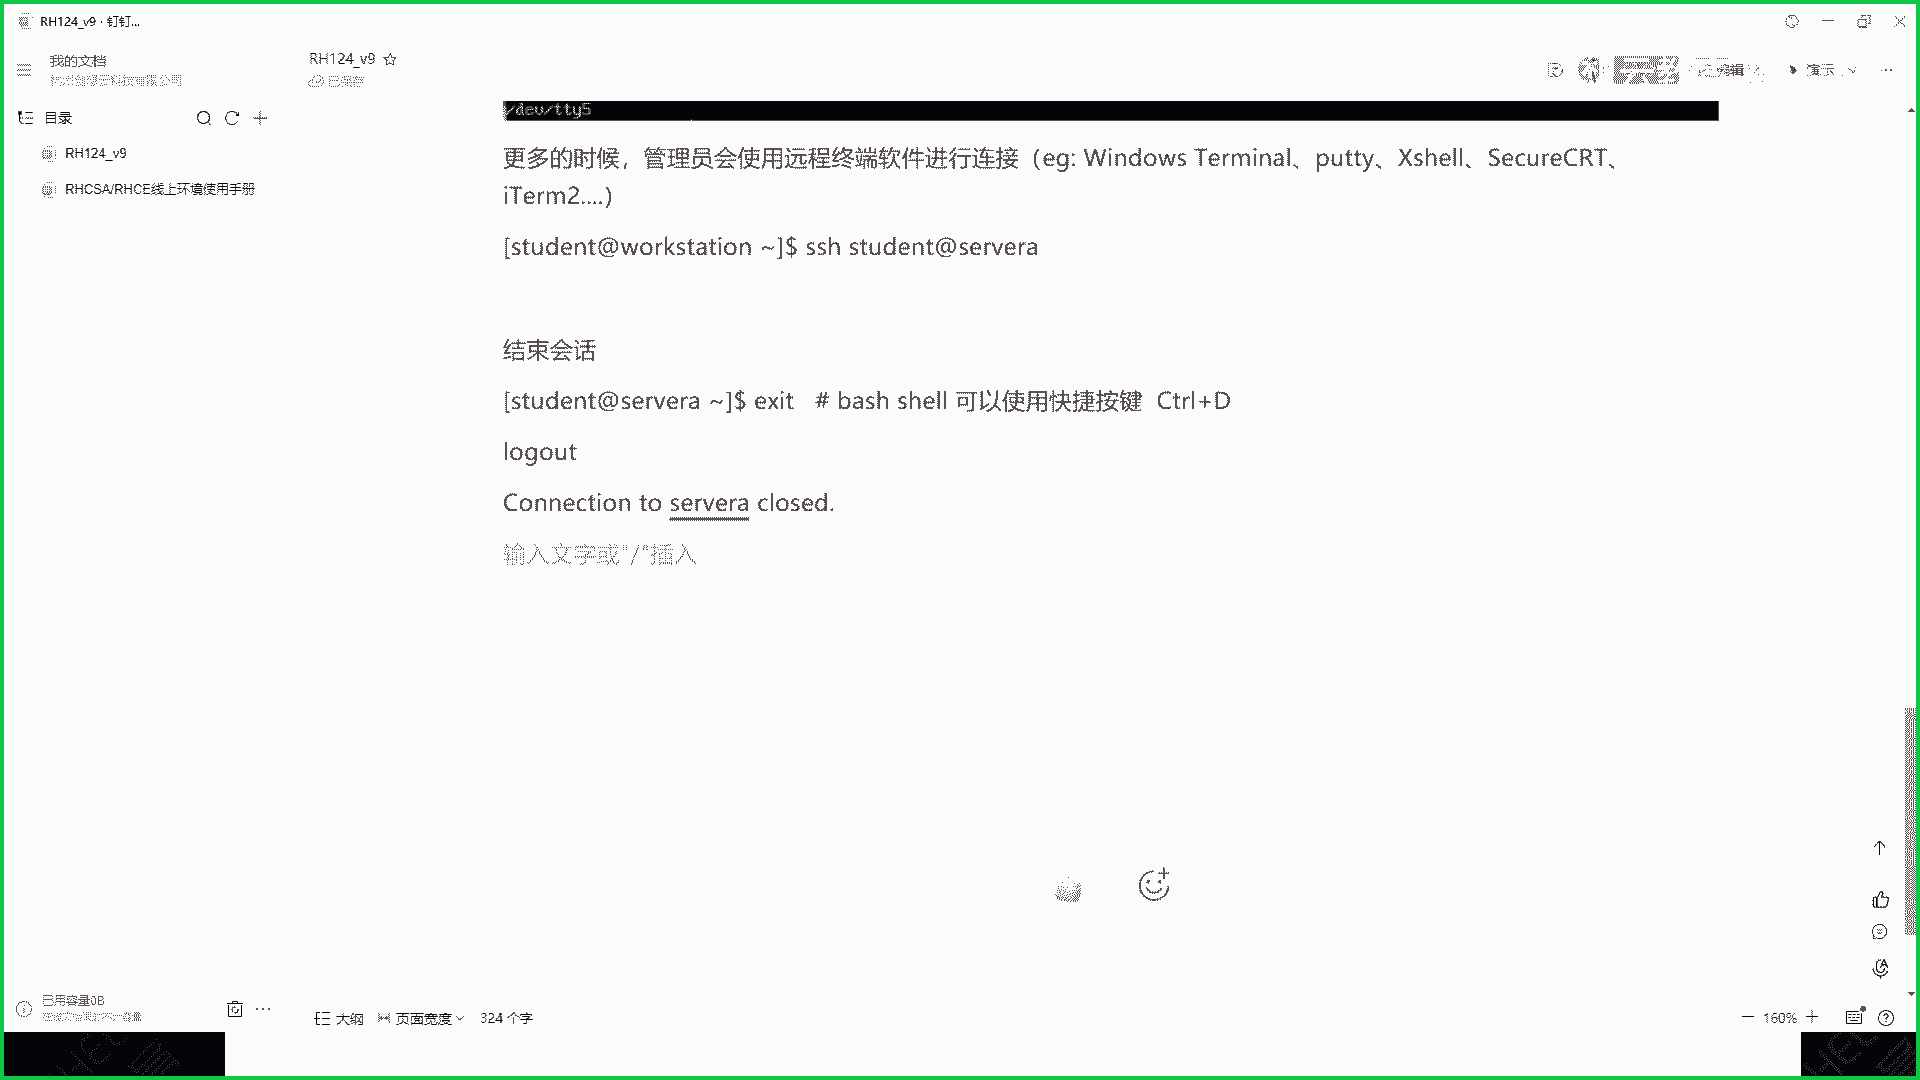 RH124_v9 · 钉钉...
我的文档
RH124_v9
已保存
编辑
演示
目录
RH124_v9
RHCSA/RHCE线上环境使用手册
/dev/tty5
更多的时候，管理员会使用远程终端软件进行连接（eg: Windows Terminal、putty、Xshell、SecureCRT、
iTerm2....)
[student@workstation ~]$ ssh student@servera
结束会话
[student@servera ~]$ exit # bash shell 可以使用快捷按键 Ctrl+D
logout
Connection to servera closed.
输入文字或"/"插入
已用容量0B
大纲 页面宽度 324 个字
160%